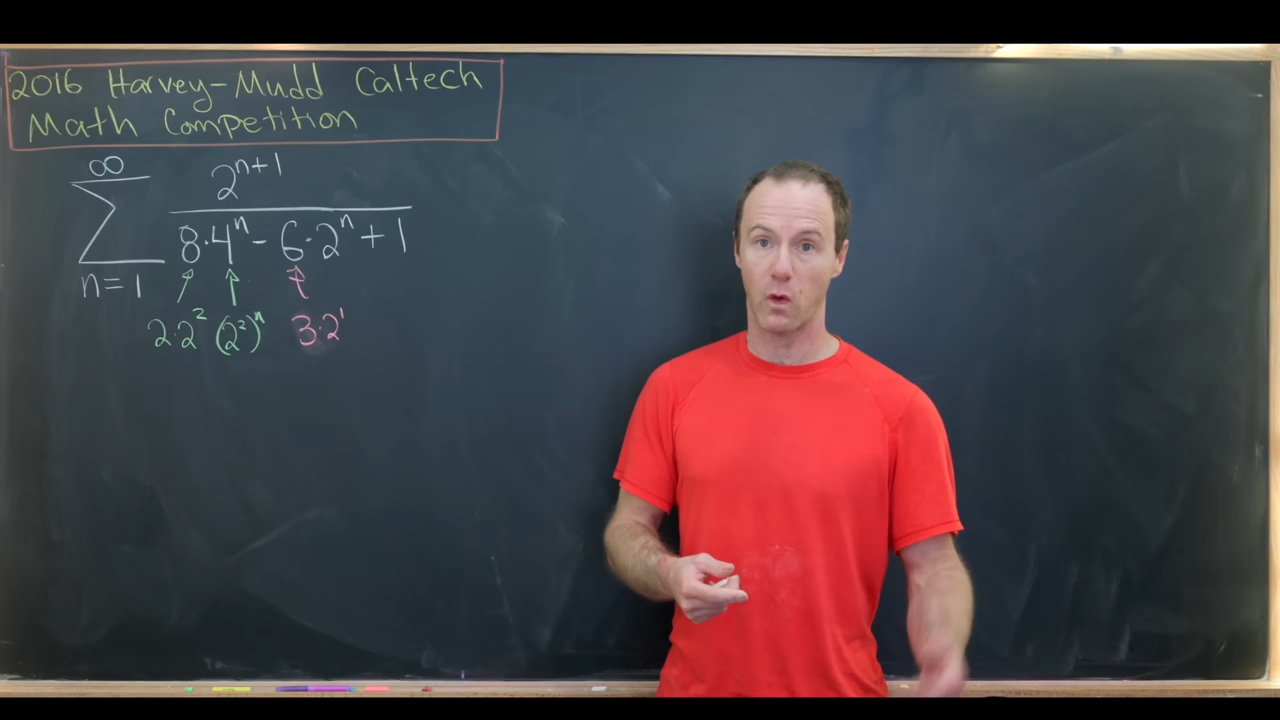 2016 Harvey-Mudd Caltech
Math Competition
∞
2^{n+1}
∑ 8·4^n - 6·2^n + 1
n=1
2·2^2 (2^2)^n 3·2^1